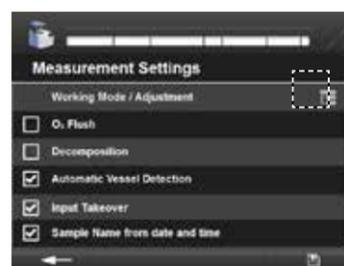 Measurement Settings
Working Mode / Adjustment
O₂ Flush
Decomposition
Automatic Vessel Detection
Input Takeover
Sample Name from date and time